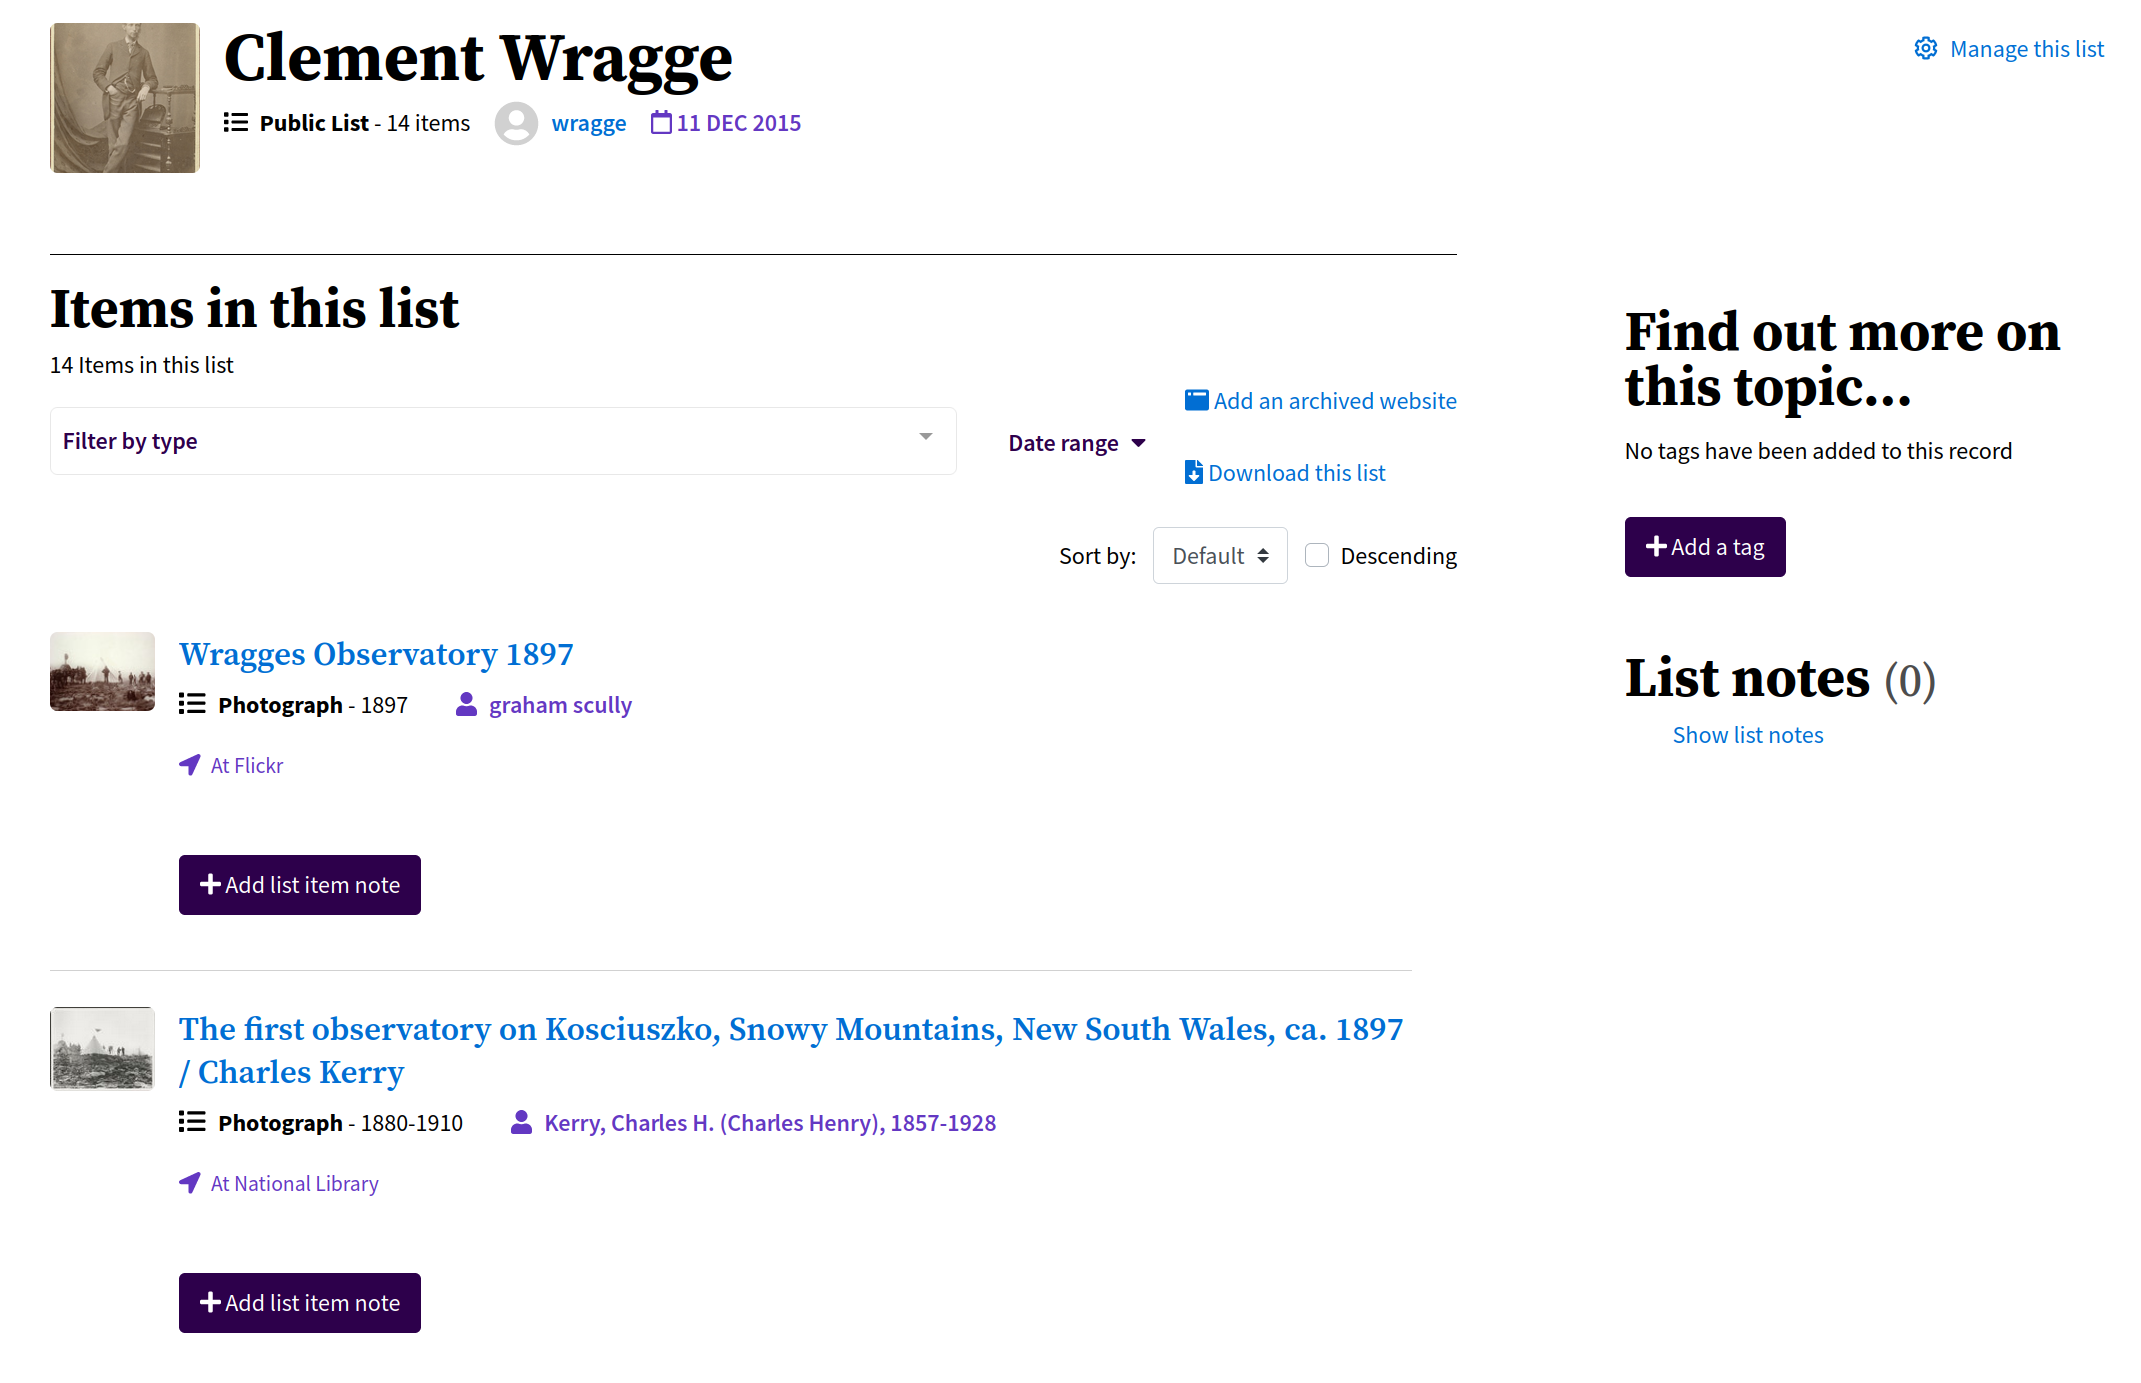 Clement Wragge
Public List - 14 items wragge 11 DEC 2015
Manage this list
Items in this list
14 Items in this list
Filter by type
Date range
Add an archived website
Download this list
Sort by: Default Descending
Wragges Observatory 1897
Photograph - 1897 graham scully
At Flickr
Add list item note
The first observatory on Kosciuszko, Snowy Mountains, New South Wales, ca. 1897
/ Charles Kerry
Photograph - 1880-1910 Kerry, Charles H. (Charles Henry), 1857-1928
At National Library
Add list item note
Find out more on
this topic...
No tags have been added to this record
Add a tag
List notes (0)
Show list notes